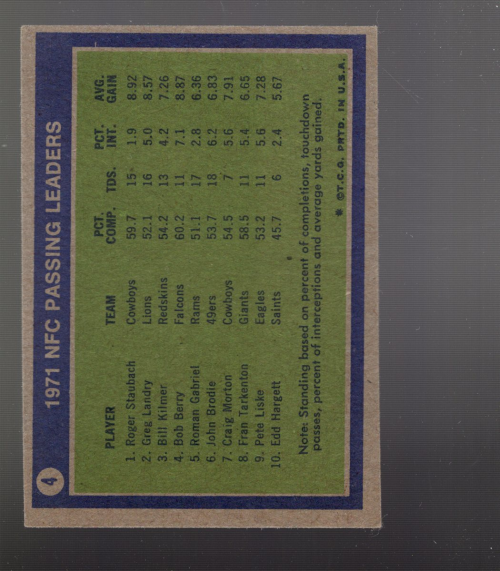 4
1971 NFC PASSING LEADERS
PCT. PCT. AVG.
PLAYER TEAM COMP. TDS. INT. GAIN
1. Roger Staubach Cowboys 59.7 15 1.9 8.92
2. Greg Landry Lions 52.1 16 5.0 8.57
3. Bill Kilmer Redskins 54.2 13 4.2 7.26
4. Bob Berry Falcons 60.2 11 7.1 8.87
5. Roman Gabriel Rams 51.1 17 2.8 6.36
6. John Brodie 49ers 53.7 18 6.2 6.83
7. Craig Morton Cowboys 54.5 7 5.6 7.91
8. Fran Tarkenton Giants 58.5 11 5.4 6.65
9. Pete Liske Eagles 53.2 11 5.6 7.28
10. Edd Hargett Saints 45.7 6 2.4 5.67
Note: Standing based on percent of completions, touchdown
passes, percent of interceptions and average yards gained.
* ©T.C.G. PRTD. IN U.S.A.